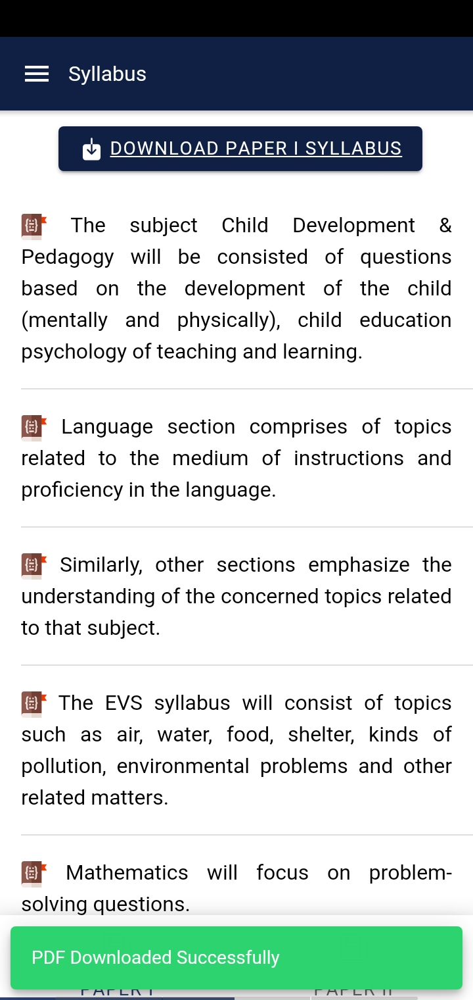 Syllabus
DOWNLOAD PAPER I SYLLABUS
The subject Child Development &
Pedagogy will be consisted of questions
based on the development of the child
(mentally and physically), child education
psychology of teaching and learning.
Language section comprises of topics
related to the medium of instructions and
proficiency in the language.
Similarly, other sections emphasize the
understanding of the concerned topics related
to that subject.
The EVS syllabus will consist of topics
such as air, water, food, shelter, kinds of
pollution, environmental problems and other
related matters.
Mathematics will focus on problem-
solving questions.
PDF Downloaded Successfully
PAPER I PAPER II